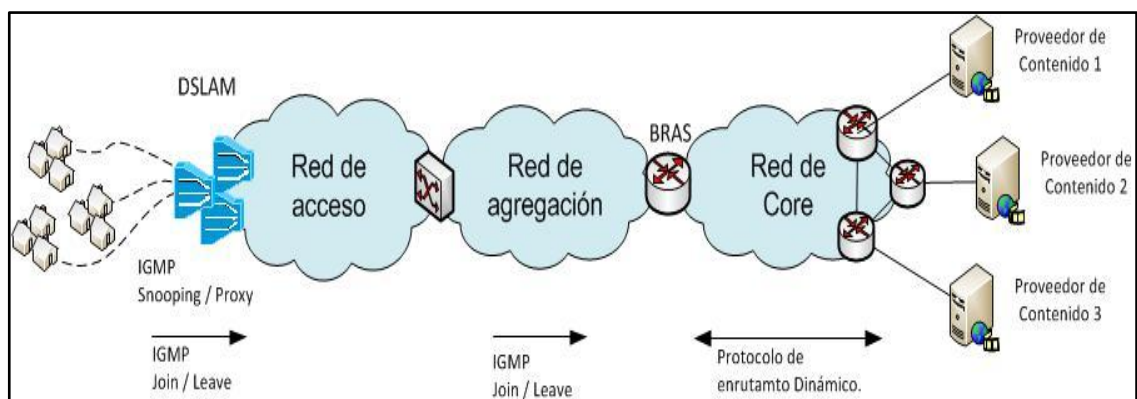 DSLAM
Red de
acceso
Red de
agregación
BRAS
Red de
Core
Proveedor de
Contenido 1
Proveedor de
Contenido 2
Proveedor de
Contenido 3
IGMP
Snooping / Proxy
IGMP
Join / Leave
IGMP
Join / Leave
Protocolo de
enrutamto Dinámico.